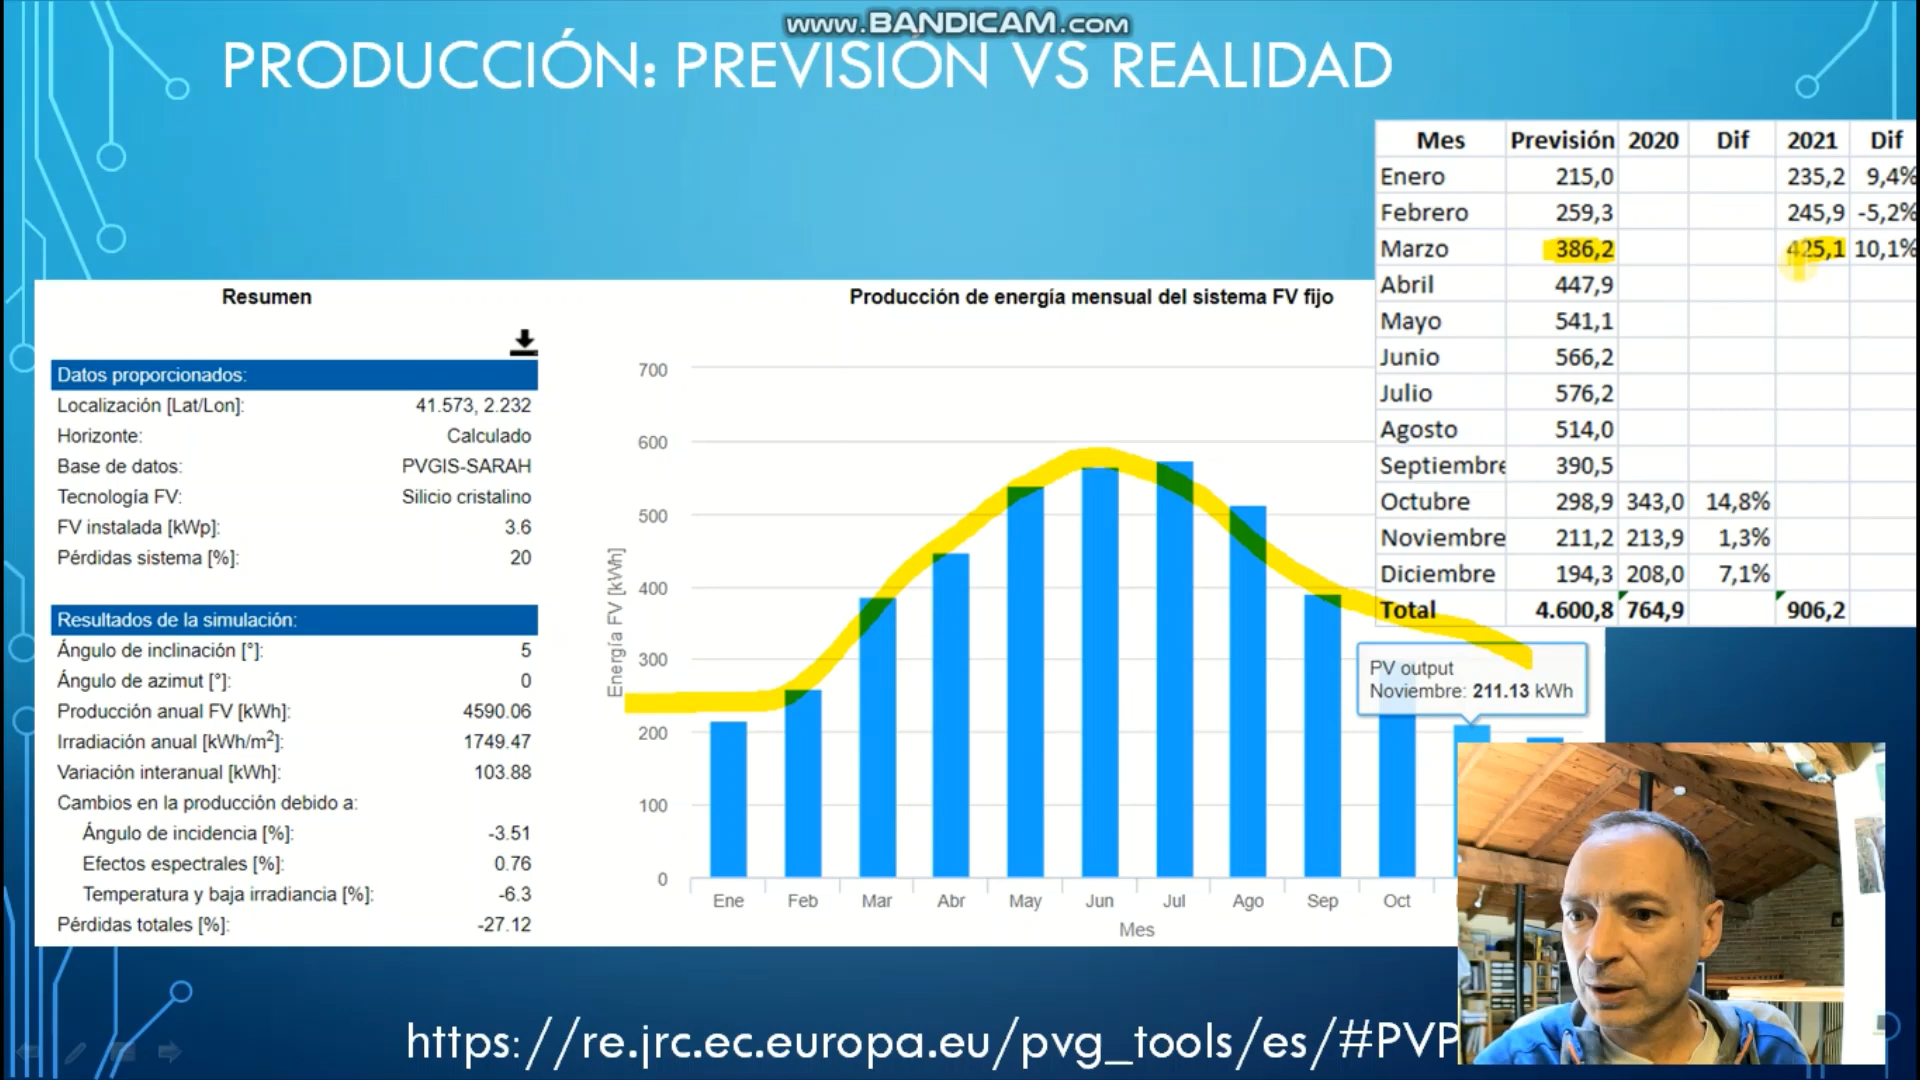 www.BANDICAM.com
PRODUCCIÓN: PREVISIÓN VS REALIDAD
Mes Previsión 2020 Dif 2021 Dif
Enero 215,0 235,2 9,4%
Febrero 259,3 245,9 -5,2%
Marzo 386,2 425,1 10,1%
Abril 447,9
Mayo 541,1
Junio 566,2
Julio 576,2
Agosto 514,0
Septiembre 390,5
Octubre 298,9 343,0 14,8%
Noviembre 211,2 213,9 1,3%
Diciembre 194,3 208,0 7,1%
Total 4.600,8 764,9 906,2
Resumen
Datos proporcionados:
Localización [Lat/Lon]: 41.573, 2.232
Horizonte: Calculado
Base de datos: PVGIS-SARAH
Tecnología FV: Silicio cristalino
FV instalada [kWp]: 3.6
Pérdidas sistema [%]: 20
Resultados de la simulación:
Ángulo de inclinación [°]: 5
Ángulo de azimut [°]: 0
Producción anual FV [kWh]: 4590.06
Irradiación anual [kWh/m²]: 1749.47
Variación interanual [kWh]: 103.88
Cambios en la producción debido a:
Ángulo de incidencia [%]: -3.51
Efectos espectrales [%]: 0.76
Temperatura y baja irradiancia [%]: -6.3
Pérdidas totales [%]: -27.12
Producción de energía mensual del sistema FV fijo
Energía FV [kWh]
700
600
500
400
300
200
100
0
Ene Feb Mar Abr May Jun Jul Ago Sep Oct
Mes
PV output
Noviembre: 211.13 kWh
https://re.jrc.ec.europa.eu/pvg_tools/es/#PVP